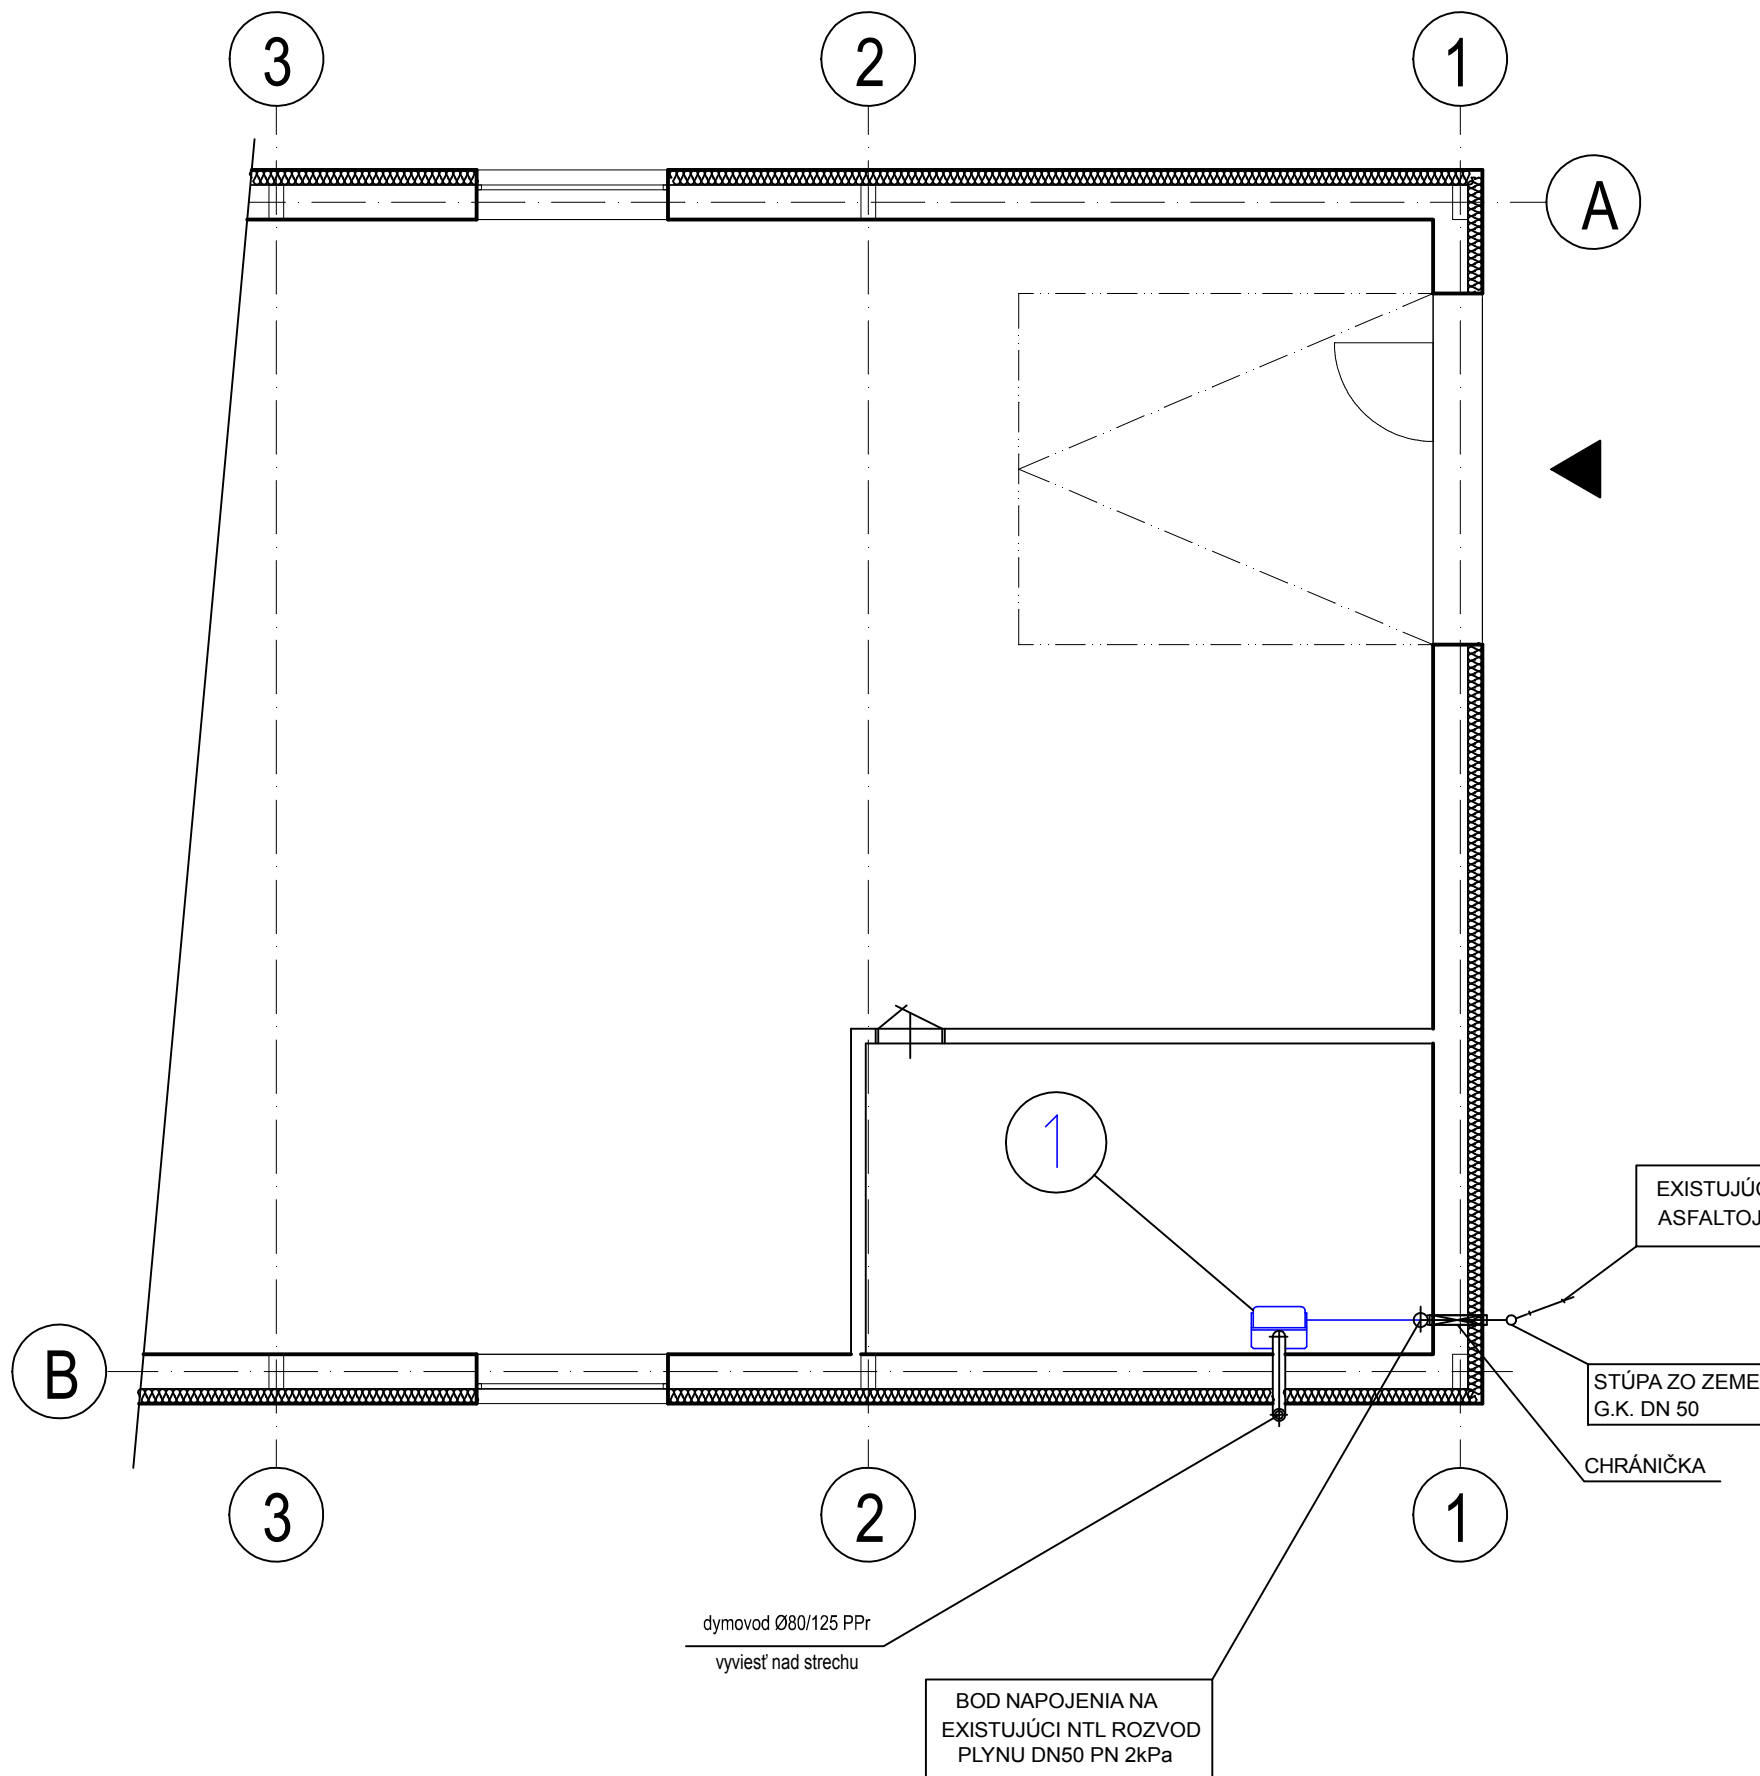 3
2
1
A
1
EXISTUJÚC
ASFALTOJ
B
STÚPA ZO ZEME
G.K. DN 50
CHRÁNIČKA
3
2
1
dymovod Ø80/125 PPr
vyviesť nad strechu
BOD NAPOJENIA NA
EXISTUJÚCI NTL ROZVOD
PLYNU DN50 PN 2kPa